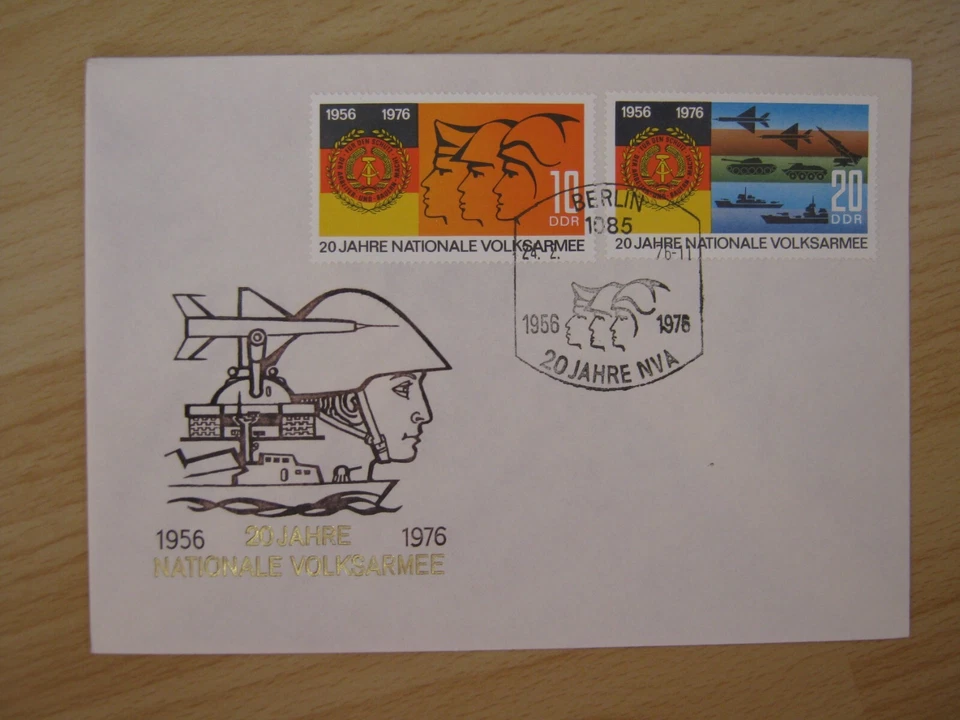 1956 1976
10
DDR
20 JAHRE NATIONALE VOLKSARMEE
1956 1976
20
DDR
20 JAHRE NATIONALE VOLKSARMEE
BERLIN
1085
24. 2. 76-11
1956 1976
20 JAHRE NVA
1956 20 JAHRE 1976
NATIONALE VOLKSARMEE